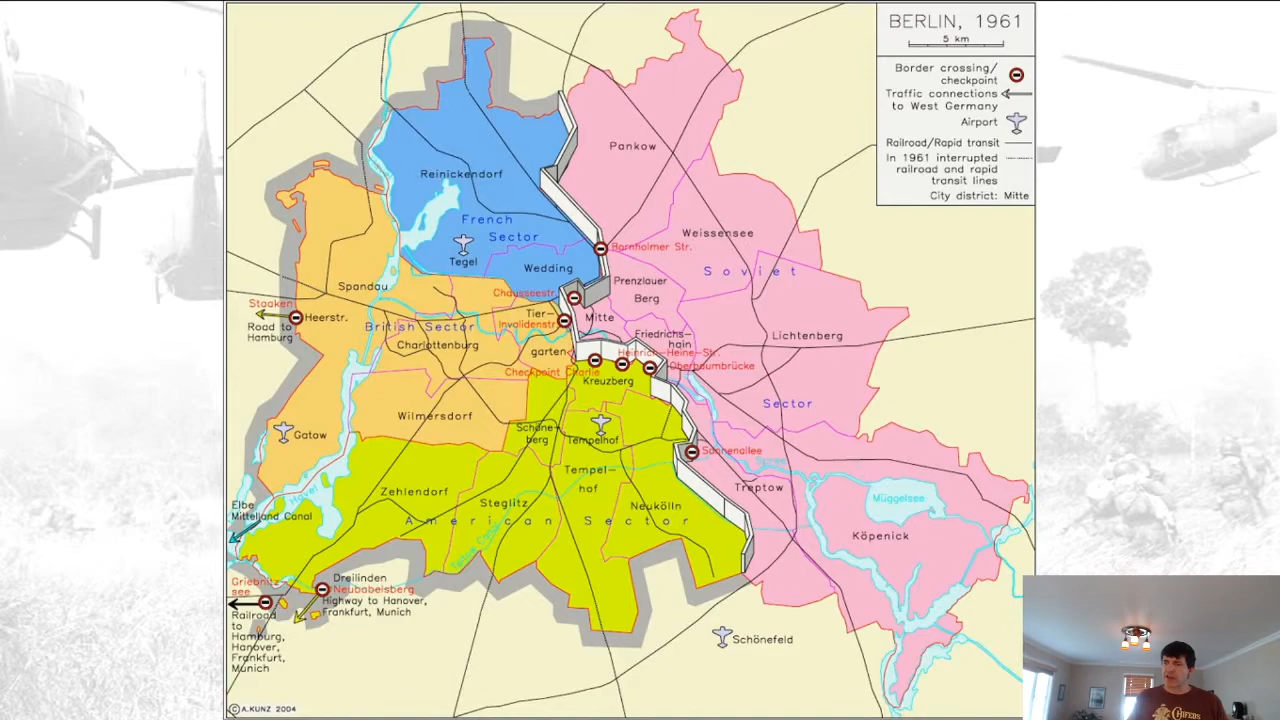 BERLIN, 1961
5 km
Border crossing/
checkpoint
Traffic connections
to West Germany
Airport
Railroad/Rapid transit
In 1961 interrupted
railroad and rapid
transit lines
City district: Mitte
Pankow
Reinickendorf
French
Sector
Weissensee
Bornholmer Str.
Tegel
Wedding
Soviet
Prenzlauer
Berg
Spandau
Chausseestr.
Staaken
Heerstr.
Road to
Hamburg
British Sector
Charlottenburg
Tier-
Invalidenstr.
garten
Mitte
Friedrichs-
hain
Lichtenberg
Heinrich-Heine-Str.
Oberbaumbrücke
Checkpoint Charlie
Kreuzberg
Sector
Wilmersdorf
Gatow
Schöne-
berg
Tempelhof
Sonnenallee
Tempel-
hof
Zehlendorf
Steglitz
Neukölln
Treptow
Müggelsee
Havel
Elbe
Mittelland Canal
American Sector
Köpenick
Griebnitz-
see
Dreilinden
Neubabelsberg
Highway to Hanover,
Frankfurt, Munich
Railroad
to
Hamburg,
Hanover,
Frankfurt,
Munich
Schönefeld
©A.KUNZ 2004
CHIEFS